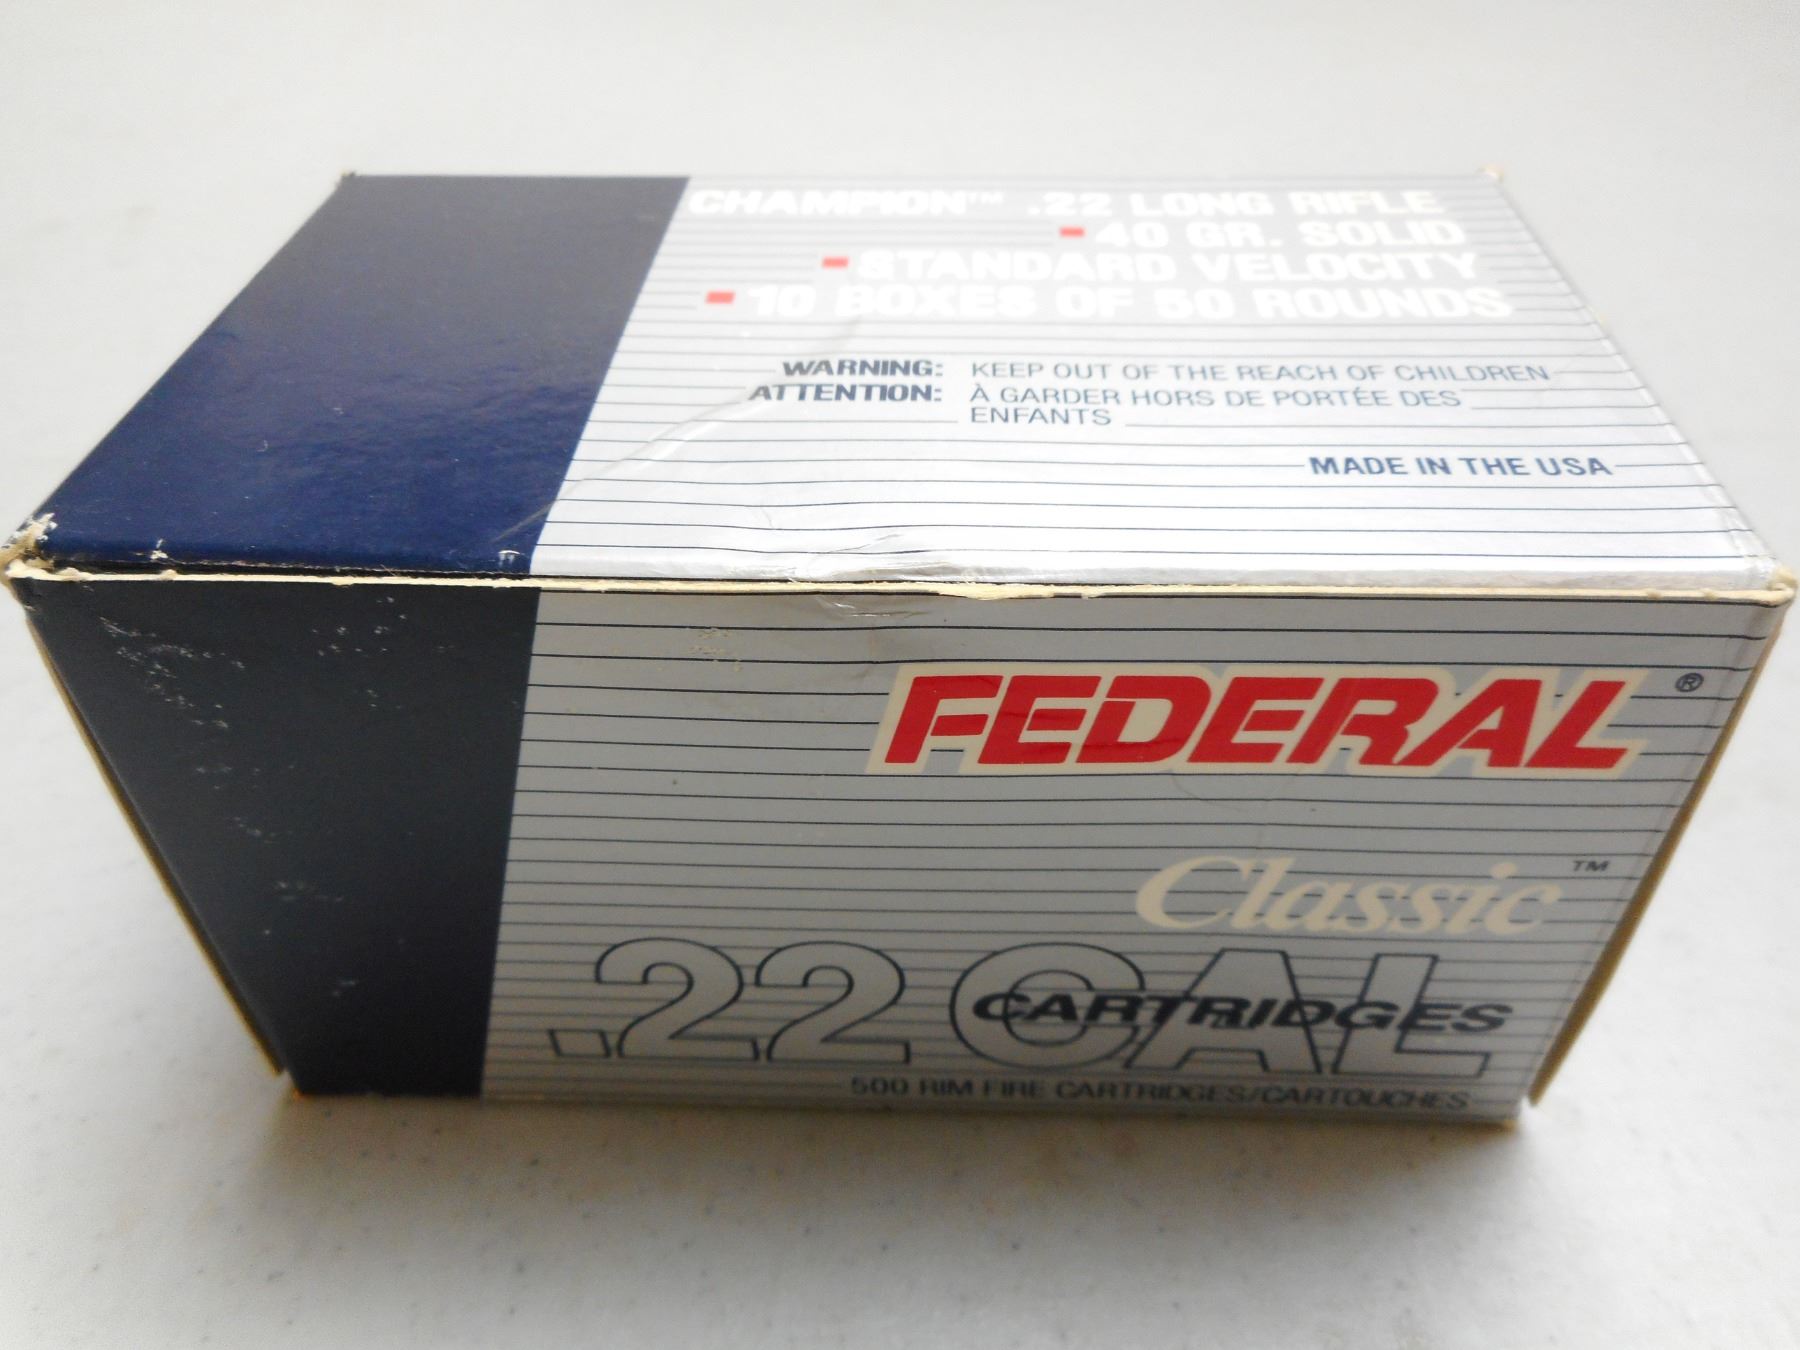 CHAMPION™ .22 LONG RIFLE
40 GR. SOLID
STANDARD VELOCITY
10 BOXES OF 50 ROUNDS
WARNING: KEEP OUT OF THE REACH OF CHILDREN
ATTENTION: À GARDER HORS DE PORTÉE DES
ENFANTS
MADE IN THE USA
FEDERAL®
Classic™
.22 CAL
CARTRIDGES
500 RIM FIRE CARTRIDGES/CARTOUCHES